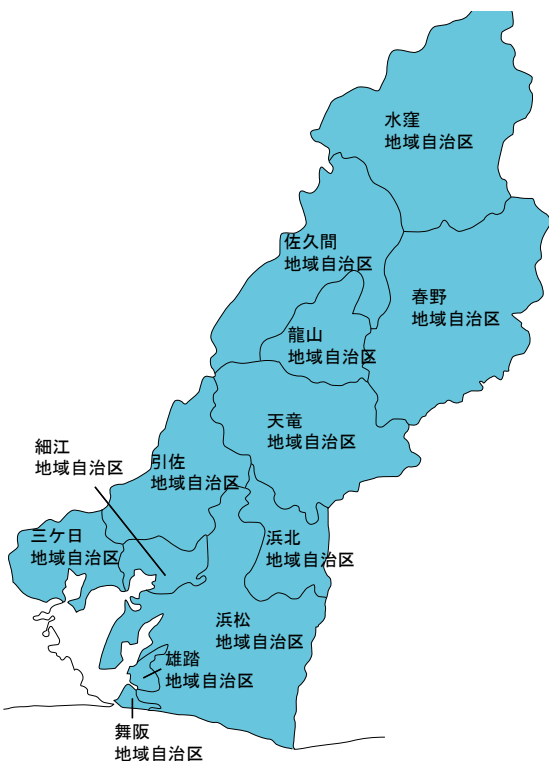 水窪
地域自治区
佐久間
地域自治区
春野
地域自治区
龍山
地域自治区
天竜
地域自治区
細江
地域自治区
引佐
地域自治区
三ケ日
地域自治区
浜北
地域自治区
浜松
地域自治区
雄踏
地域自治区
舞阪
地域自治区